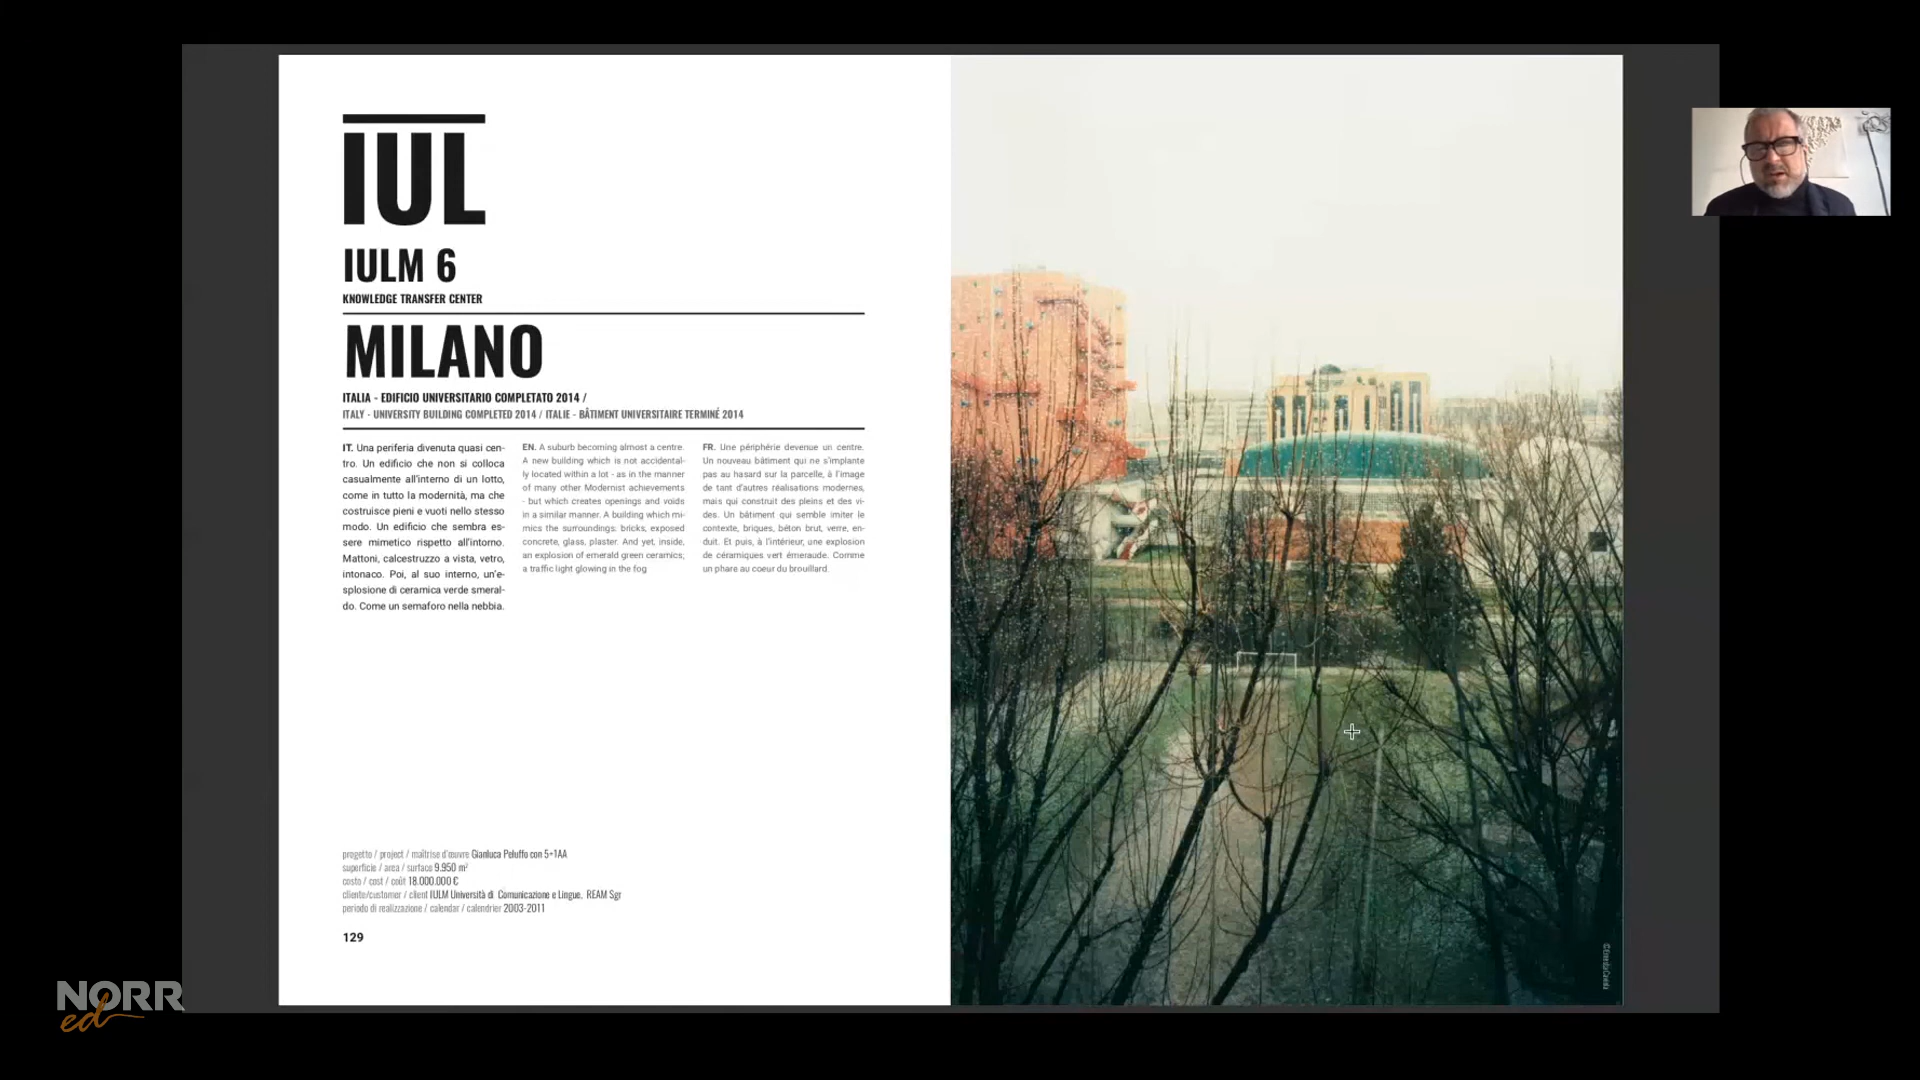 IUL
IULM 6
KNOWLEDGE TRANSFER CENTER
MILANO
ITALIA - EDIFICIO UNIVERSITARIO COMPLETATO 2014 /
ITALY - UNIVERSITY BUILDING COMPLETED 2014 / ITALIE - BÂTIMENT UNIVERSITAIRE TERMINÉ 2014
IT. Una periferia divenuta quasi cen-
tro. Un edificio che non si colloca
casualmente all'interno di un lotto,
come in tutto la modernità, ma che
costruisce pieni e vuoti nello stesso
modo. Un edificio che sembra es-
sere mimetico rispetto all'intorno.
Mattoni, calcestruzzo a vista, vetro,
intonaco. Poi, al suo interno, un'e-
splosione di ceramica verde smeral-
do. Come un semaforo nella nebbia.
EN. A suburb becoming almost a centre.
A new building which is not accidental-
ly located within a lot - as in the manner
of many other Modernist achievements
- but which creates openings and voids
in a similar manner. A building which mi-
mics the surroundings: bricks, exposed
concrete, glass, plaster. And yet, inside,
an explosion of emerald green ceramics;
a traffic light glowing in the fog
FR. Une périphérie devenue un centre.
Un nouveau bâtiment qui ne s'implante
pas au hasard sur la parcelle, à l'image
de tant d'autres réalisations modernes,
mais qui construit des pleins et des vi-
des. Un bâtiment qui semble imiter le
contexte, briques, béton brut, verre, en-
duit. Et puis, à l'intérieur, une explosion
de céramiques vert émeraude. Comme
un phare au coeur du brouillard.
progetto / project / maîtrise d'œuvre Gianluca Peluffo con 5+1AA
superficie / area / surface 9.950 m²
costo / cost / coût 18.000.000 €
cliente/customer / client IULM Università di Comunicazione e Lingue, REAM Sgr
periodo di realizzazione / calendar / calendrier 2003-2011
129
NORR
ed